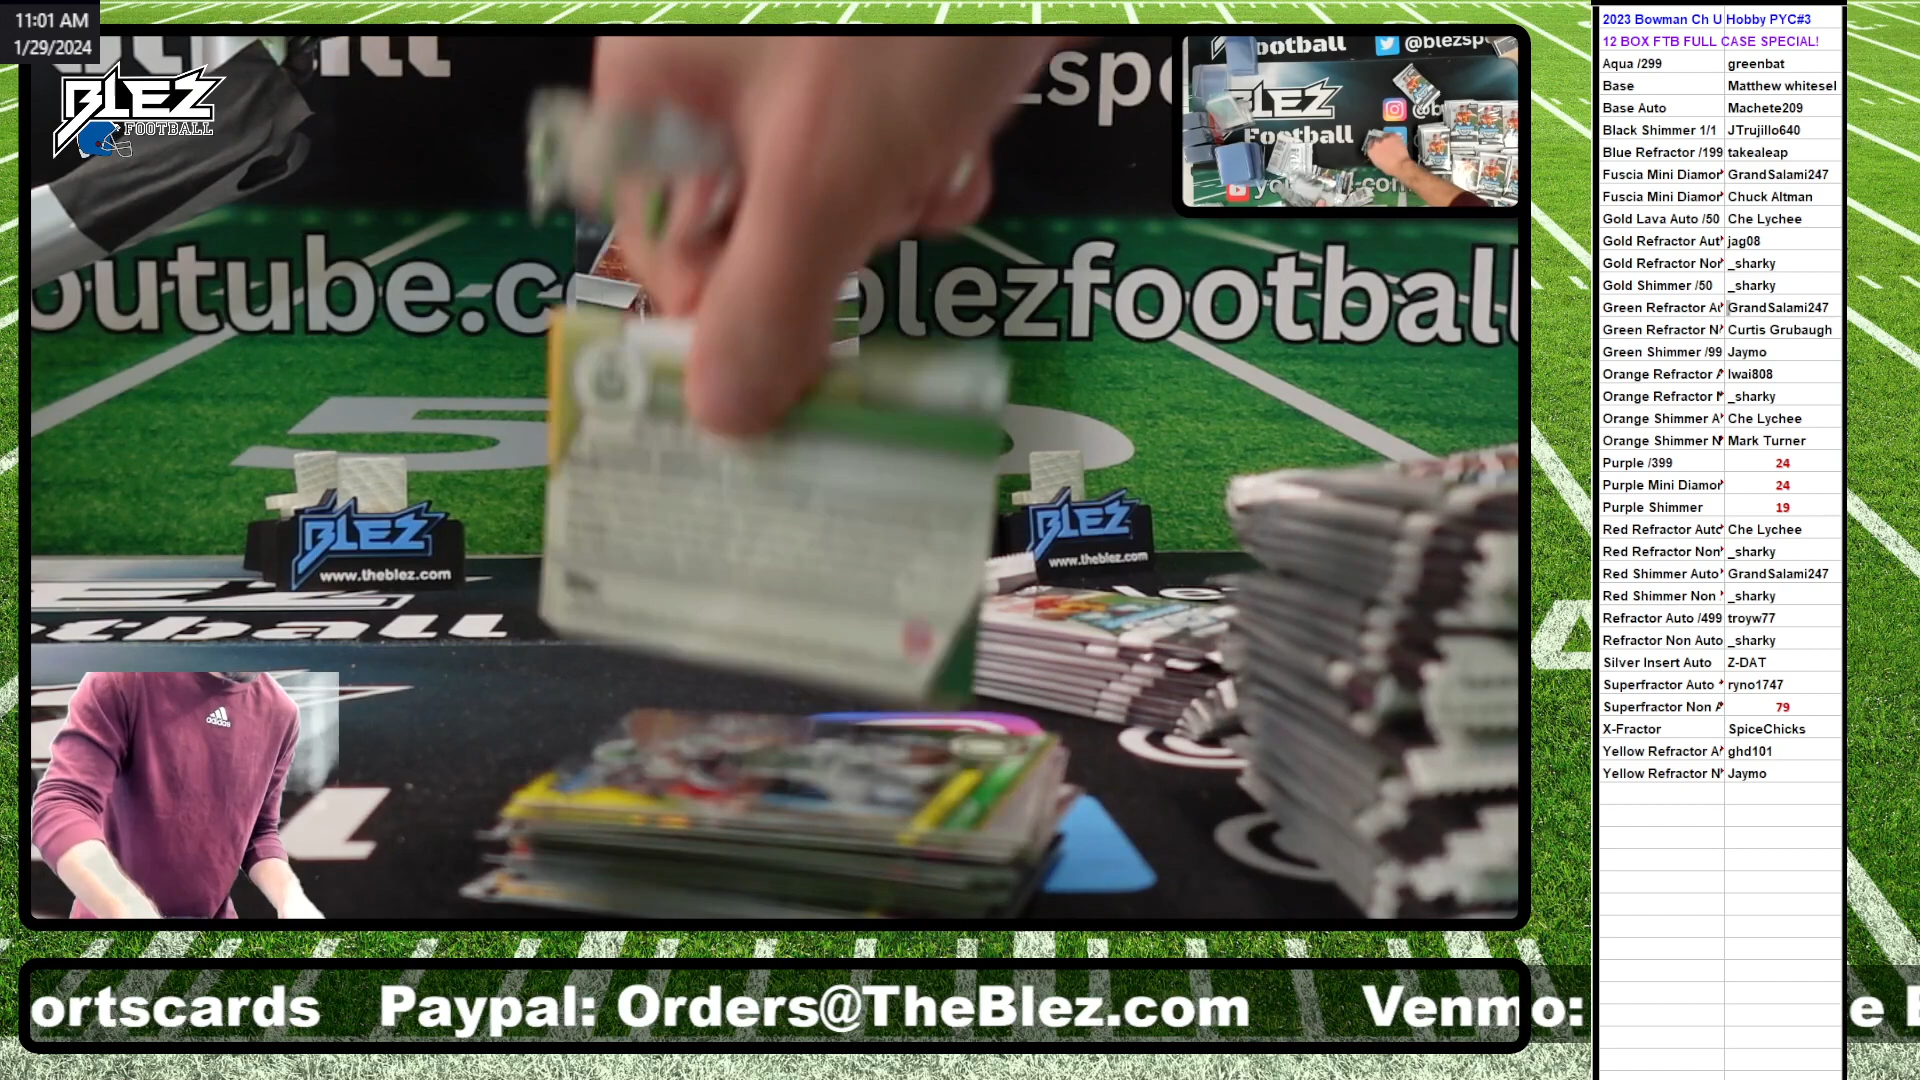 11:01 AM
1/29/2024
BLEZ
FOOTBALL
outube.c
blezfootball
5
BLEZ
www.theblez.com
BLEZ
www.theblez.com
adidas
ootball
@blezsp
BLEZ
Football
ortscards Paypal: Orders@TheBlez.com Venmo:
2023 Bowman Ch U Hobby PYC#3
12 BOX FTB FULL CASE SPECIAL!
Aqua /299 greenbat
Base Matthew whitesel
Base Auto Machete209
Black Shimmer 1/1 JTrujillo640
Blue Refractor /199 takealeap
Fuscia Mini Diamor GrandSalami247
Fuscia Mini Diamor Chuck Altman
Gold Lava Auto /50 Che Lychee
Gold Refractor Aut jag08
Gold Refractor Nor _sharky
Gold Shimmer /50 _sharky
Green Refractor Au GrandSalami247
Green Refractor N Curtis Grubaugh
Green Shimmer /99 Jaymo
Orange Refractor A lwai808
Orange Refractor N _sharky
Orange Shimmer A Che Lychee
Orange Shimmer N Mark Turner
Purple /399 24
Purple Mini Diamor 24
Purple Shimmer 19
Red Refractor Auto Che Lychee
Red Refractor Non _sharky
Red Shimmer Auto GrandSalami247
Red Shimmer Non _sharky
Refractor Auto /499 troyw77
Refractor Non Auto _sharky
Silver Insert Auto Z-DAT
Superfractor Auto ryno1747
Superfractor Non A 79
X-Fractor SpiceChicks
Yellow Refractor A ghd101
Yellow Refractor N Jaymo